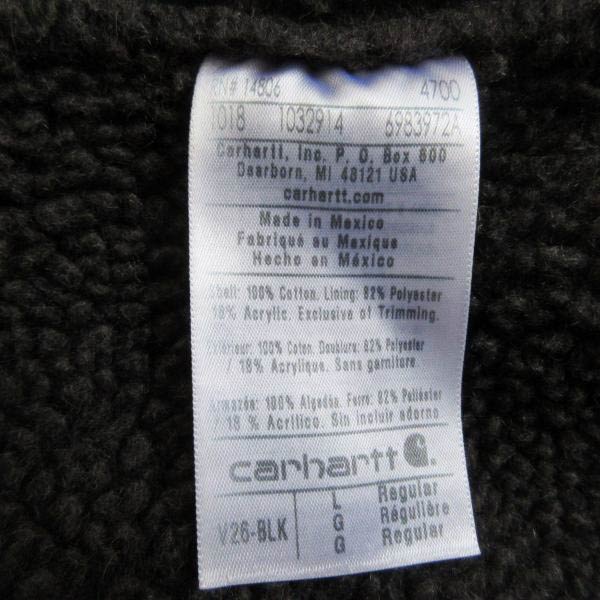 RN# 14806 4700
1018 1032914 6983972A
Carhartt, Inc. P. O. Box 600
Dearborn, MI 48121 USA
carhartt.com
Made in Mexico
Fabriqué au Mexique
Hecho en México
Shell: 100% Cotton. Lining: 82% Polyester
18% Acrylic. Exclusive of Trimming.
Extérieur: 100% Coton. Doublure: 82% Polyester
/ 18% Acrylique. Sans garniture
Armazón: 100% Algodón. Forro: 82% Poliéster
/ 18 % Acrílico. Sin incluir adorno
carhartt
V26-BLK
L Regular
G Régulière
G Regular